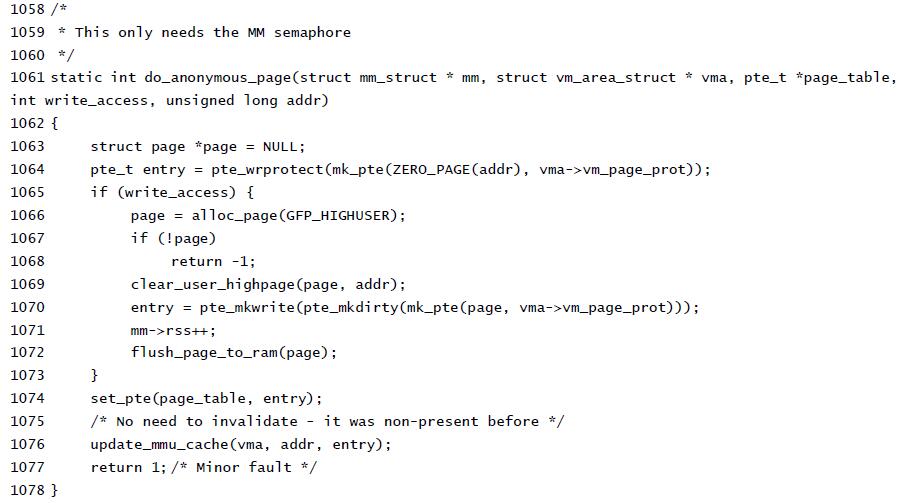 1058 /*
1059  * This only needs the MM semaphore
1060  */
1061 static int do_anonymous_page(struct mm_struct * mm, struct vm_area_struct * vma, pte_t *page_table,
int write_access, unsigned long addr)
1062 {
1063     struct page *page = NULL;
1064     pte_t entry = pte_wrprotect(mk_pte(ZERO_PAGE(addr), vma->vm_page_prot));
1065     if (write_access) {
1066         page = alloc_page(GFP_HIGHUSER);
1067         if (!page)
1068             return -1;
1069         clear_user_highpage(page, addr);
1070         entry = pte_mkwrite(pte_mkdirty(mk_pte(page, vma->vm_page_prot)));
1071         mm->rss++;
1072         flush_page_to_ram(page);
1073     }
1074     set_pte(page_table, entry);
1075     /* No need to invalidate - it was non-present before */
1076     update_mmu_cache(vma, addr, entry);
1077     return 1; /* Minor fault */
1078 }